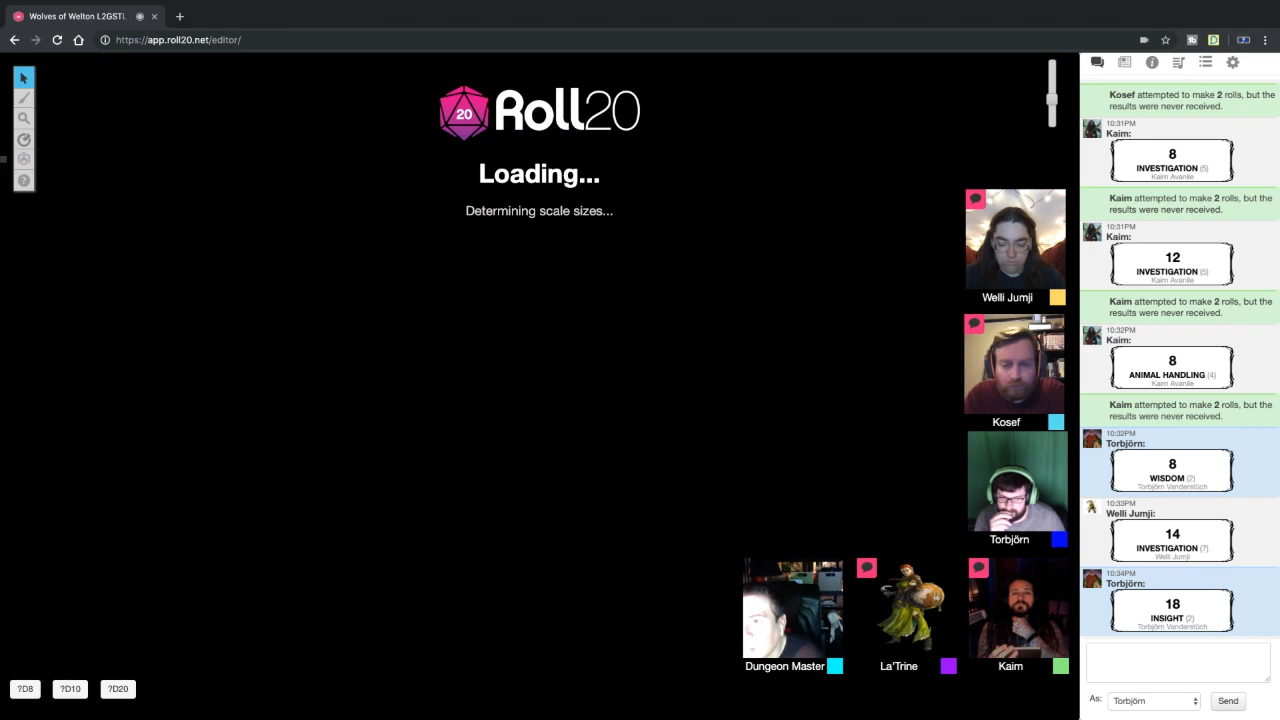 Wolves of Welton L2GSTL
https://app.roll20.net/editor/
20
Roll20
Loading...
Determining scale sizes...
Welli Jumji
Kosef
Torbjörn
Dungeon Master
La'Trine
Kaim
?D8
?D10
?D20
Kosef attempted to make 2 rolls, but the
results were never received.
10:31PM
Kaim:
8
INVESTIGATION (5)
Kaim Avanile
Kaim attempted to make 2 rolls, but the
results were never received.
10:31PM
Kaim:
12
INVESTIGATION (5)
Kaim Avanile
Kaim attempted to make 2 rolls, but the
results were never received.
10:32PM
Kaim:
8
ANIMAL HANDLING (4)
Kaim Avanile
Kaim attempted to make 2 rolls, but the
results were never received.
10:32PM
Torbjörn:
8
WISDOM (2)
Torbjörn Vanderstüch
10:33PM
Welli Jumji:
14
INVESTIGATION (7)
Welli Jumji
10:34PM
Torbjörn:
18
INSIGHT (2)
Torbjörn Vanderstüch
As:
Torbjörn
Send